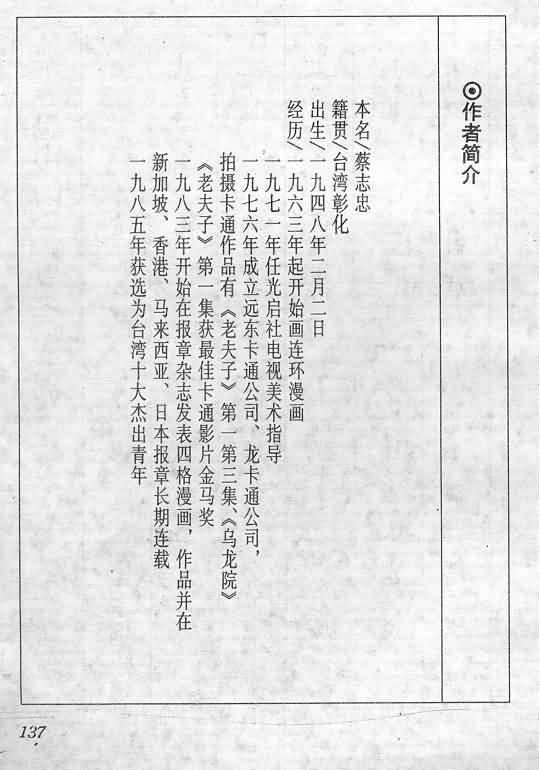 ⊙作者简介
本名/蔡志忠
籍贯/台湾彰化
出生/一九四八年二月二日
经历/一九六三年起开始画连环漫画
一九七一年任光启社电视美术指导
一九七六年成立远东卡通公司、龙卡通公司，
拍摄卡通作品有《老夫子》第一第三集、《乌龙院》
《老夫子》第一集获最佳卡通影片金马奖
一九八三年开始在报章杂志发表四格漫画，作品并在
新加坡、香港、马来西亚、日本报章长期连载
一九八五年获选为台湾十大杰出青年
137